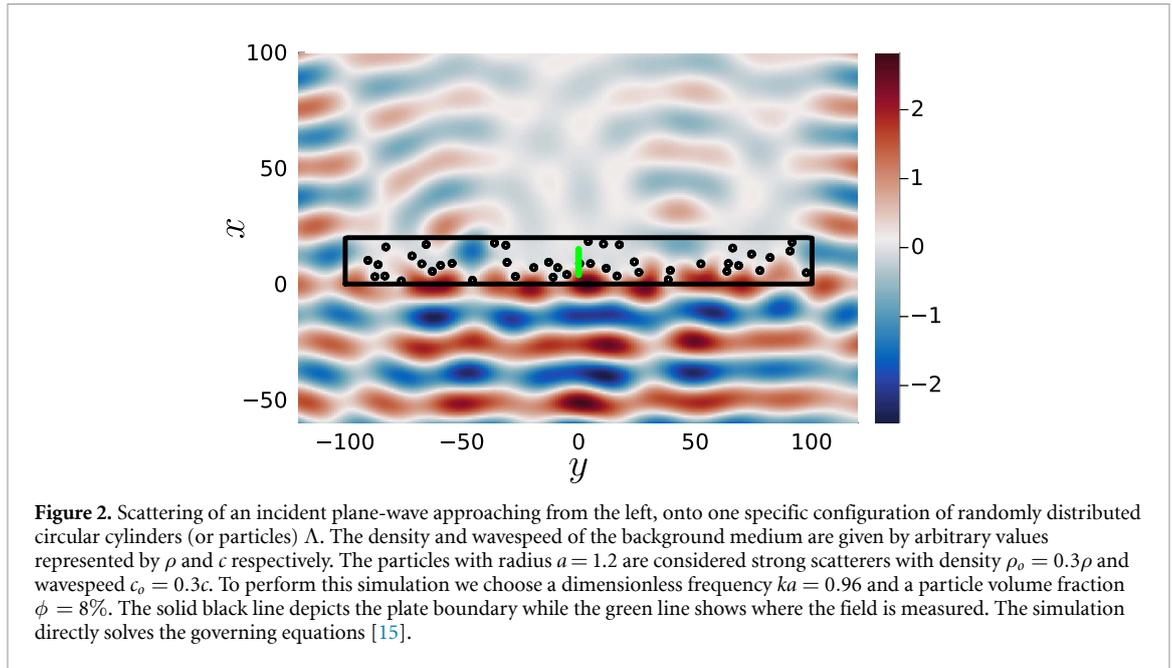 100
50
0
−50
x
−100
−50
0
50
100
y
2
1
0
−1
−2
Figure 2. Scattering of an incident plane-wave approaching from the left, onto one specific configuration of randomly distributed
circular cylinders (or particles) Λ. The density and wavespeed of the background medium are given by arbitrary values
represented by ρ and c respectively. The particles with radius a = 1.2 are considered strong scatterers with density ρₒ = 0.3ρ and
wavespeed cₒ = 0.3c. To perform this simulation we choose a dimensionless frequency ka = 0.96 and a particle volume fraction
ϕ = 8%. The solid black line depicts the plate boundary while the green line shows where the field is measured. The simulation
directly solves the governing equations [15].